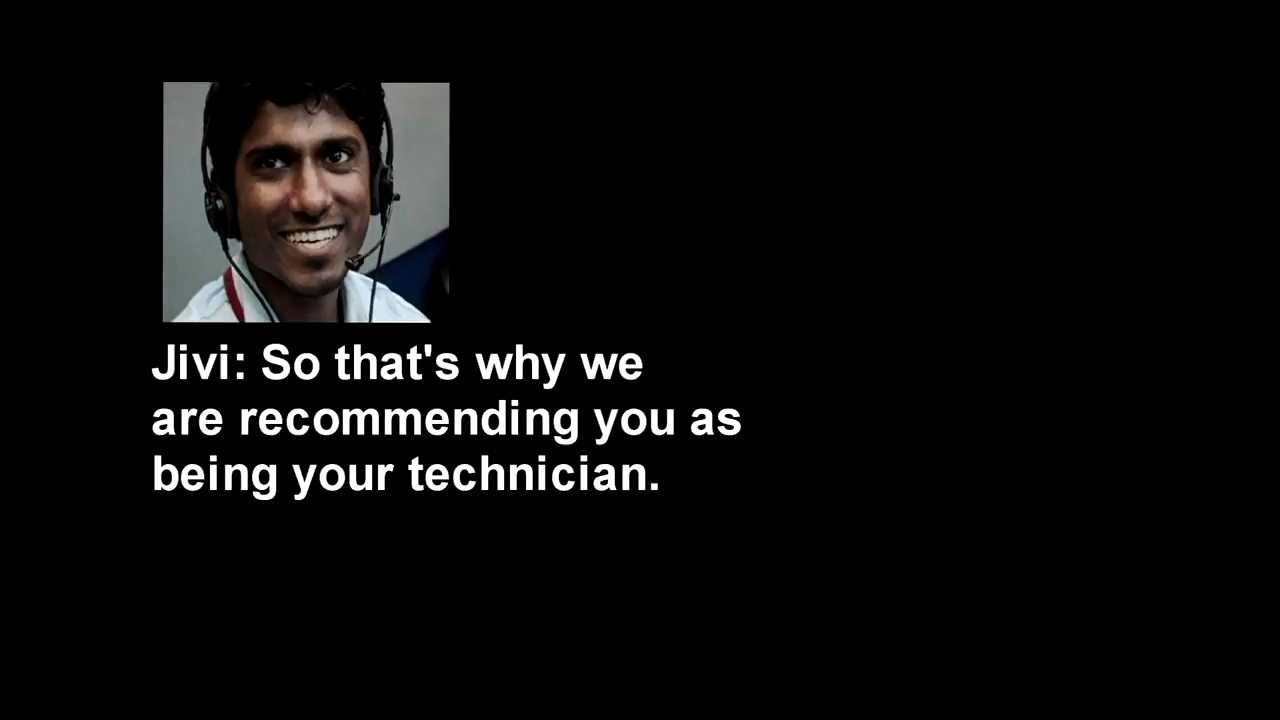 Jivi: So that's why we
are recommending you as
being your technician.